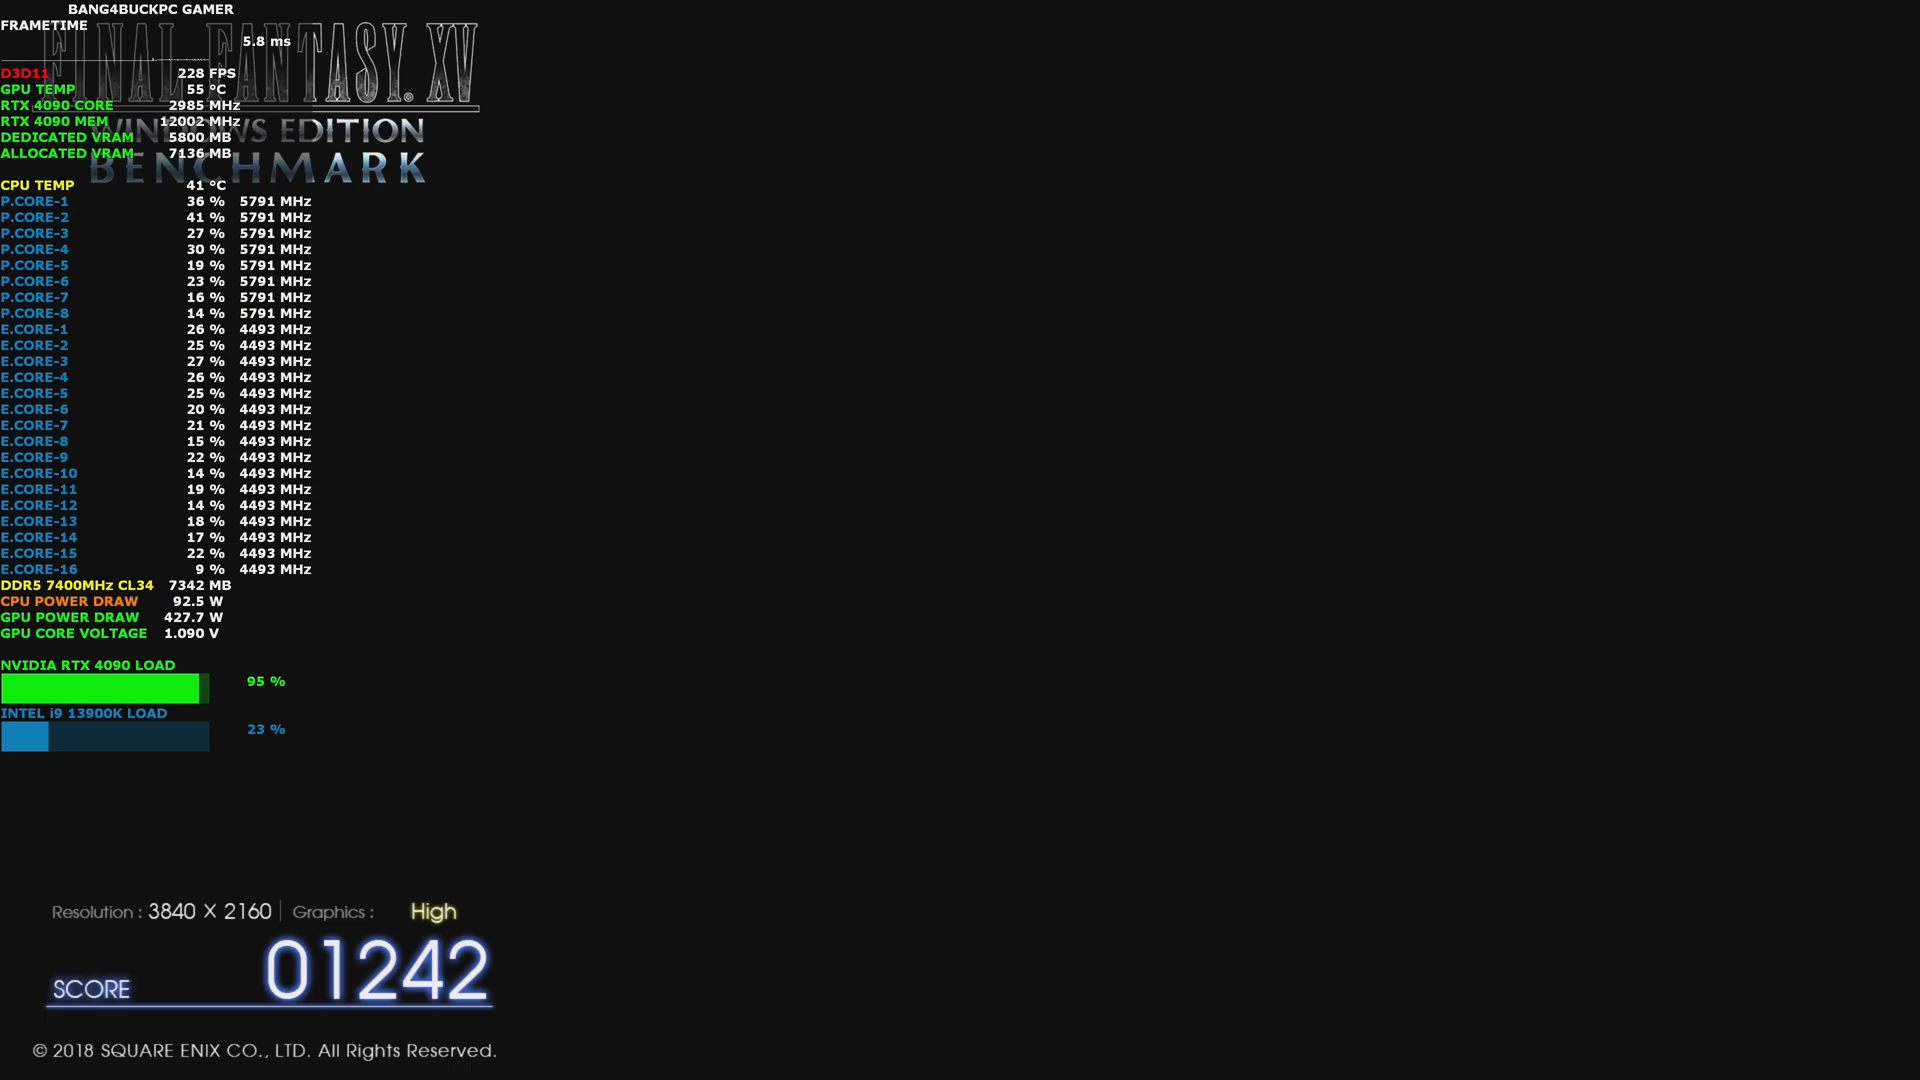 BANG4BUCKPC GAMER
FRAMETIME
5.8 ms
FINAL FANTASY® XV
WINDOWS EDITION
BENCHMARK
D3D11 228 FPS
GPU TEMP 55 °C
RTX 4090 CORE 2985 MHz
RTX 4090 MEM 12002 MHz
DEDICATED VRAM 5800 MB
ALLOCATED VRAM 7136 MB
CPU TEMP 41 °C
P.CORE-1 36 % 5791 MHz
P.CORE-2 41 % 5791 MHz
P.CORE-3 27 % 5791 MHz
P.CORE-4 30 % 5791 MHz
P.CORE-5 19 % 5791 MHz
P.CORE-6 23 % 5791 MHz
P.CORE-7 16 % 5791 MHz
P.CORE-8 14 % 5791 MHz
E.CORE-1 26 % 4493 MHz
E.CORE-2 25 % 4493 MHz
E.CORE-3 27 % 4493 MHz
E.CORE-4 26 % 4493 MHz
E.CORE-5 25 % 4493 MHz
E.CORE-6 20 % 4493 MHz
E.CORE-7 21 % 4493 MHz
E.CORE-8 15 % 4493 MHz
E.CORE-9 22 % 4493 MHz
E.CORE-10 14 % 4493 MHz
E.CORE-11 19 % 4493 MHz
E.CORE-12 14 % 4493 MHz
E.CORE-13 18 % 4493 MHz
E.CORE-14 17 % 4493 MHz
E.CORE-15 22 % 4493 MHz
E.CORE-16 9 % 4493 MHz
DDR5 7400MHz CL34 7342 MB
CPU POWER DRAW 92.5 W
GPU POWER DRAW 427.7 W
GPU CORE VOLTAGE 1.090 V
NVIDIA RTX 4090 LOAD
95 %
INTEL i9 13900K LOAD
23 %
Resolution : 3840 X 2160 | Graphics : High
SCORE 01242
© 2018 SQUARE ENIX CO., LTD. All Rights Reserved.